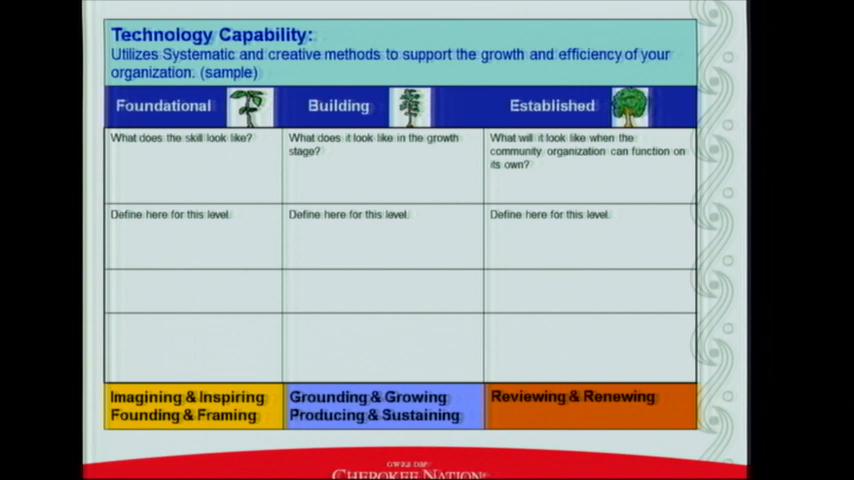 Technology Capability:
Utilizes Systematic and creative methods to support the growth and efficiency of your
organization. (sample)
Foundational
Building
Established
What does the skill look like?
What does it look like in the growth
stage?
What will it look like when the
community organization can function on
its own?
Define here for this level.
Define here for this level.
Define here for this level.
Imagining & Inspiring
Founding & Framing
Grounding & Growing
Producing & Sustaining
Reviewing & Renewing
CHEROKEE NATION